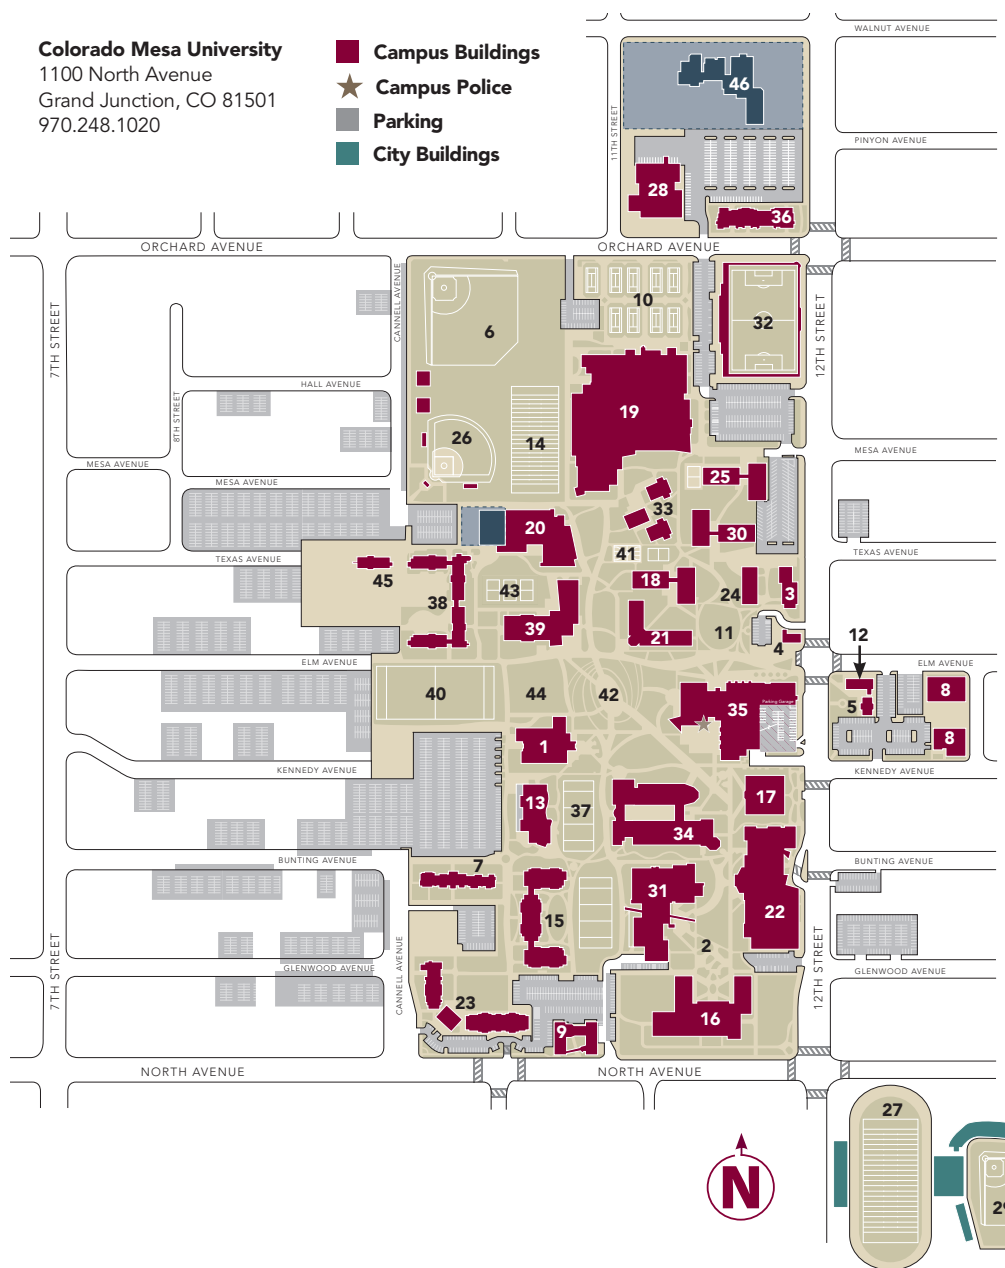 Colorado Mesa University
1100 North Avenue
Grand Junction, CO 81501
970.248.1020
Campus Buildings
Campus Police
Parking
City Buildings
WALNUT AVENUE
46
11TH STREET
PINYON AVENUE
28
36
ORCHARD AVENUE
ORCHARD AVENUE
7TH STREET
CANNELL AVENUE
6
10
32
12TH STREET
HALL AVENUE
8TH STREET
19
26
14
MESA AVENUE
MESA AVENUE
MESA AVENUE
25
33
20
30
TEXAS AVENUE
TEXAS AVENUE
41
45
18
43
38
24
3
39
21
11
4
12
ELM AVENUE
ELM AVENUE
40
44
42
35
Parking Garage
5
8
8
1
KENNEDY AVENUE
KENNEDY AVENUE
13
37
17
34
BUNTING AVENUE
BUNTING AVENUE
7
31
15
22
2
7TH STREET
CANNELL AVENUE
12TH STREET
GLENWOOD AVENUE
GLENWOOD AVENUE
23
9
16
NORTH AVENUE
NORTH AVENUE
27
N
29